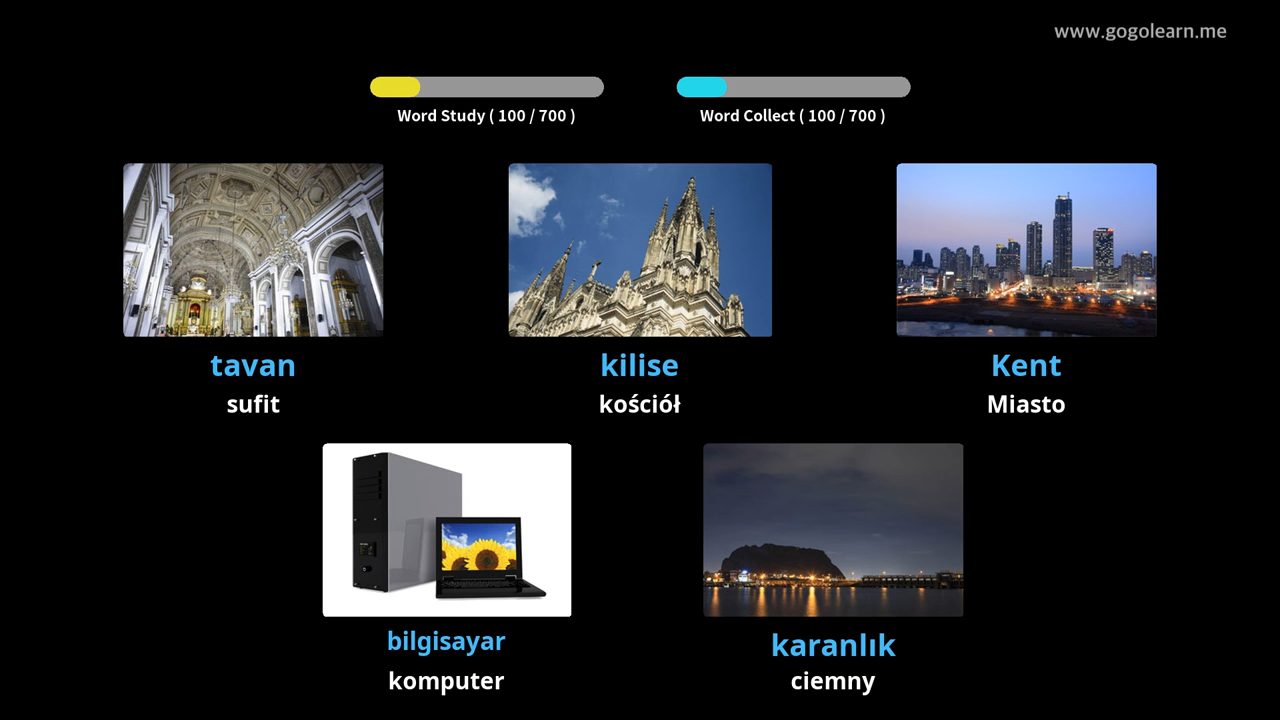 www.gogolearn.me
Word Study ( 100 / 700 )
Word Collect ( 100 / 700 )
tavan
sufit
kilise
kościół
Kent
Miasto
bilgisayar
komputer
karanlık
ciemny